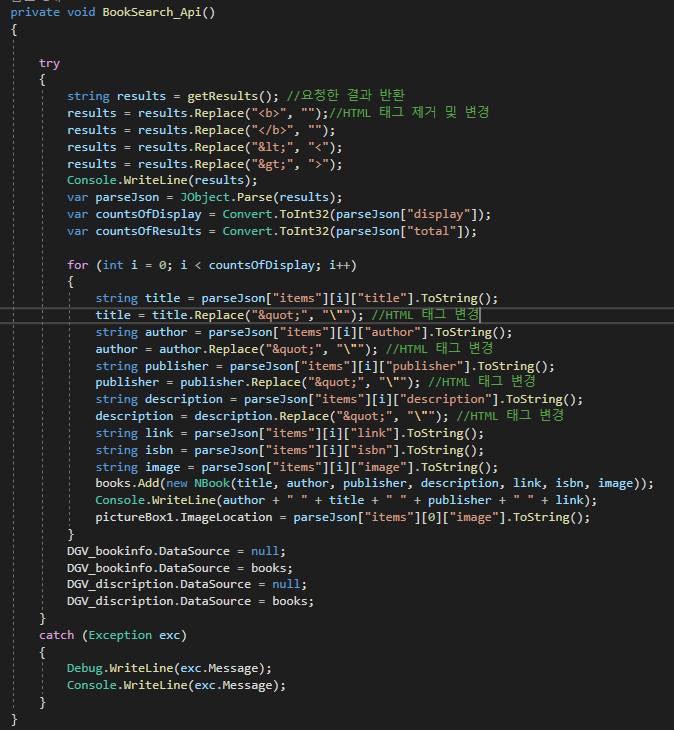 private void BookSearch_Api()
{
try
{
string results = getResults(); //요청한 결과 반환
results = results.Replace("<b>", "");//HTML 태그 제거 및 변경
results = results.Replace("</b>", "");
results = results.Replace("&lt;", "<");
results = results.Replace("&gt;", ">");
Console.WriteLine(results);
var parseJson = JObject.Parse(results);
var countsOfDisplay = Convert.ToInt32(parseJson["display"]);
var countsOfResults = Convert.ToInt32(parseJson["total"]);
for (int i = 0; i < countsOfDisplay; i++)
{
string title = parseJson["items"][i]["title"].ToString();
title = title.Replace("&quot;", "\""); //HTML 태그 변경
string author = parseJson["items"][i]["author"].ToString();
author = author.Replace("&quot;", "\""); //HTML 태그 변경
string publisher = parseJson["items"][i]["publisher"].ToString();
publisher = publisher.Replace("&quot;", "\""); //HTML 태그 변경
string description = parseJson["items"][i]["description"].ToString();
description = description.Replace("&quot;", "\""); //HTML 태그 변경
string link = parseJson["items"][i]["link"].ToString();
string isbn = parseJson["items"][i]["isbn"].ToString();
string image = parseJson["items"][i]["image"].ToString();
books.Add(new NBook(title, author, publisher, description, link, isbn, image));
Console.WriteLine(author + " " + title + " " + publisher + " " + link);
pictureBox1.ImageLocation = parseJson["items"][0]["image"].ToString();
}
DGV_bookinfo.DataSource = null;
DGV_bookinfo.DataSource = books;
DGV_discription.DataSource = null;
DGV_discription.DataSource = books;
}
catch (Exception exc)
{
Debug.WriteLine(exc.Message);
Console.WriteLine(exc.Message);
}
}